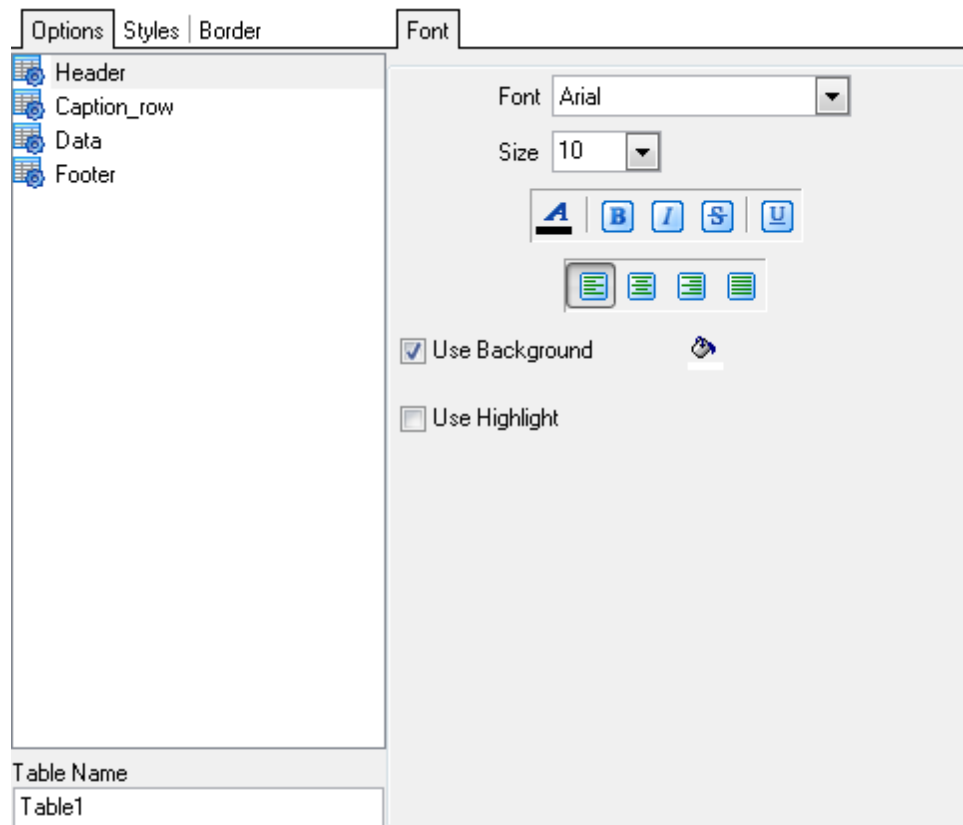 Options Styles Border
Header
Caption_row
Data
Footer
Table Name
Table1
Font
Font Arial
Size 10
A B I S U
Use Background
Use Highlight